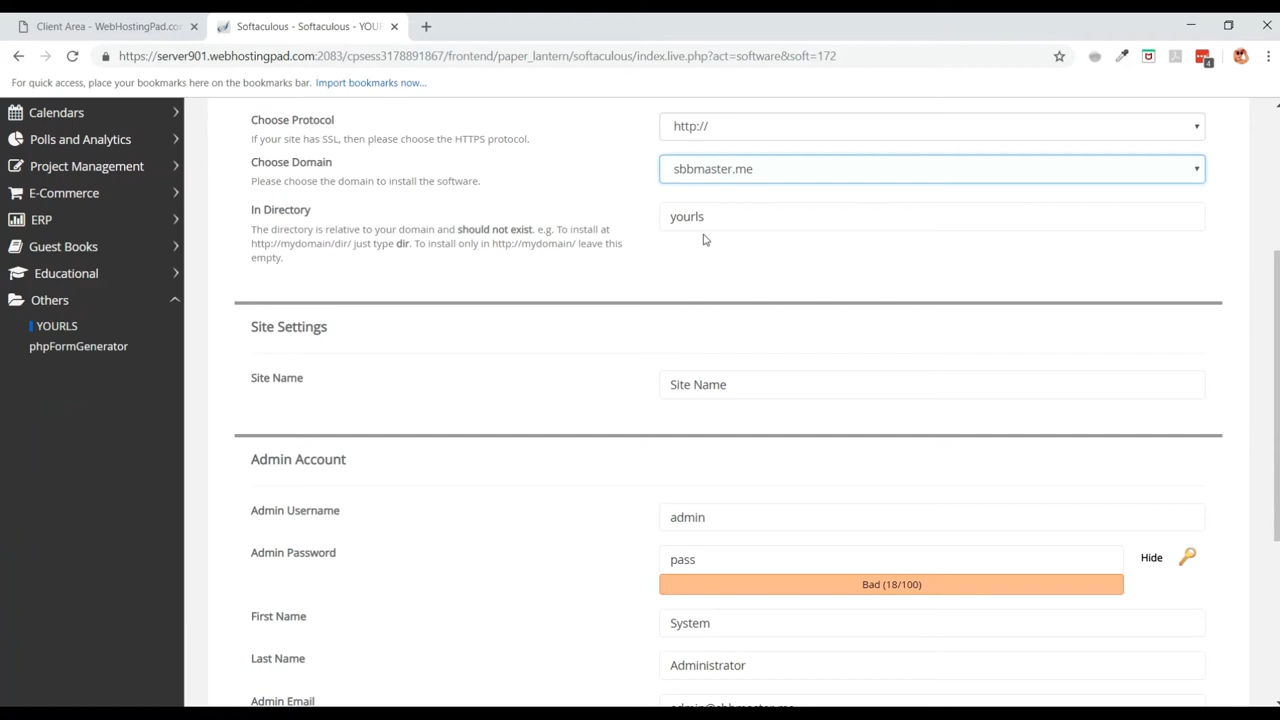 Client Area - WebHostingPad.co
Softaculous - Softaculous - YOUR
https://server901.webhostingpad.com:2083/cpsess3178891867/frontend/paper_lantern/softaculous/index.live.php?act=software&soft=172
4
For quick access, place your bookmarks here on the bookmarks bar. Import bookmarks now...
Calendars
Polls and Analytics
Project Management
E-Commerce
ERP
Guest Books
Educational
Others
YOURLS
phpFormGenerator
Choose Protocol
If your site has SSL, then please choose the HTTPS protocol.
http://
Choose Domain
Please choose the domain to install the software.
sbbmaster.me
In Directory
The directory is relative to your domain and should not exist. e.g. To install at
http://mydomain/dir/ just type dir. To install only in http://mydomain/ leave this
empty.
yourls
Site Settings
Site Name
Site Name
Admin Account
Admin Username
admin
Admin Password
pass
Hide
Bad (18/100)
First Name
System
Last Name
Administrator
Admin Email
admin@sbbmaster.me